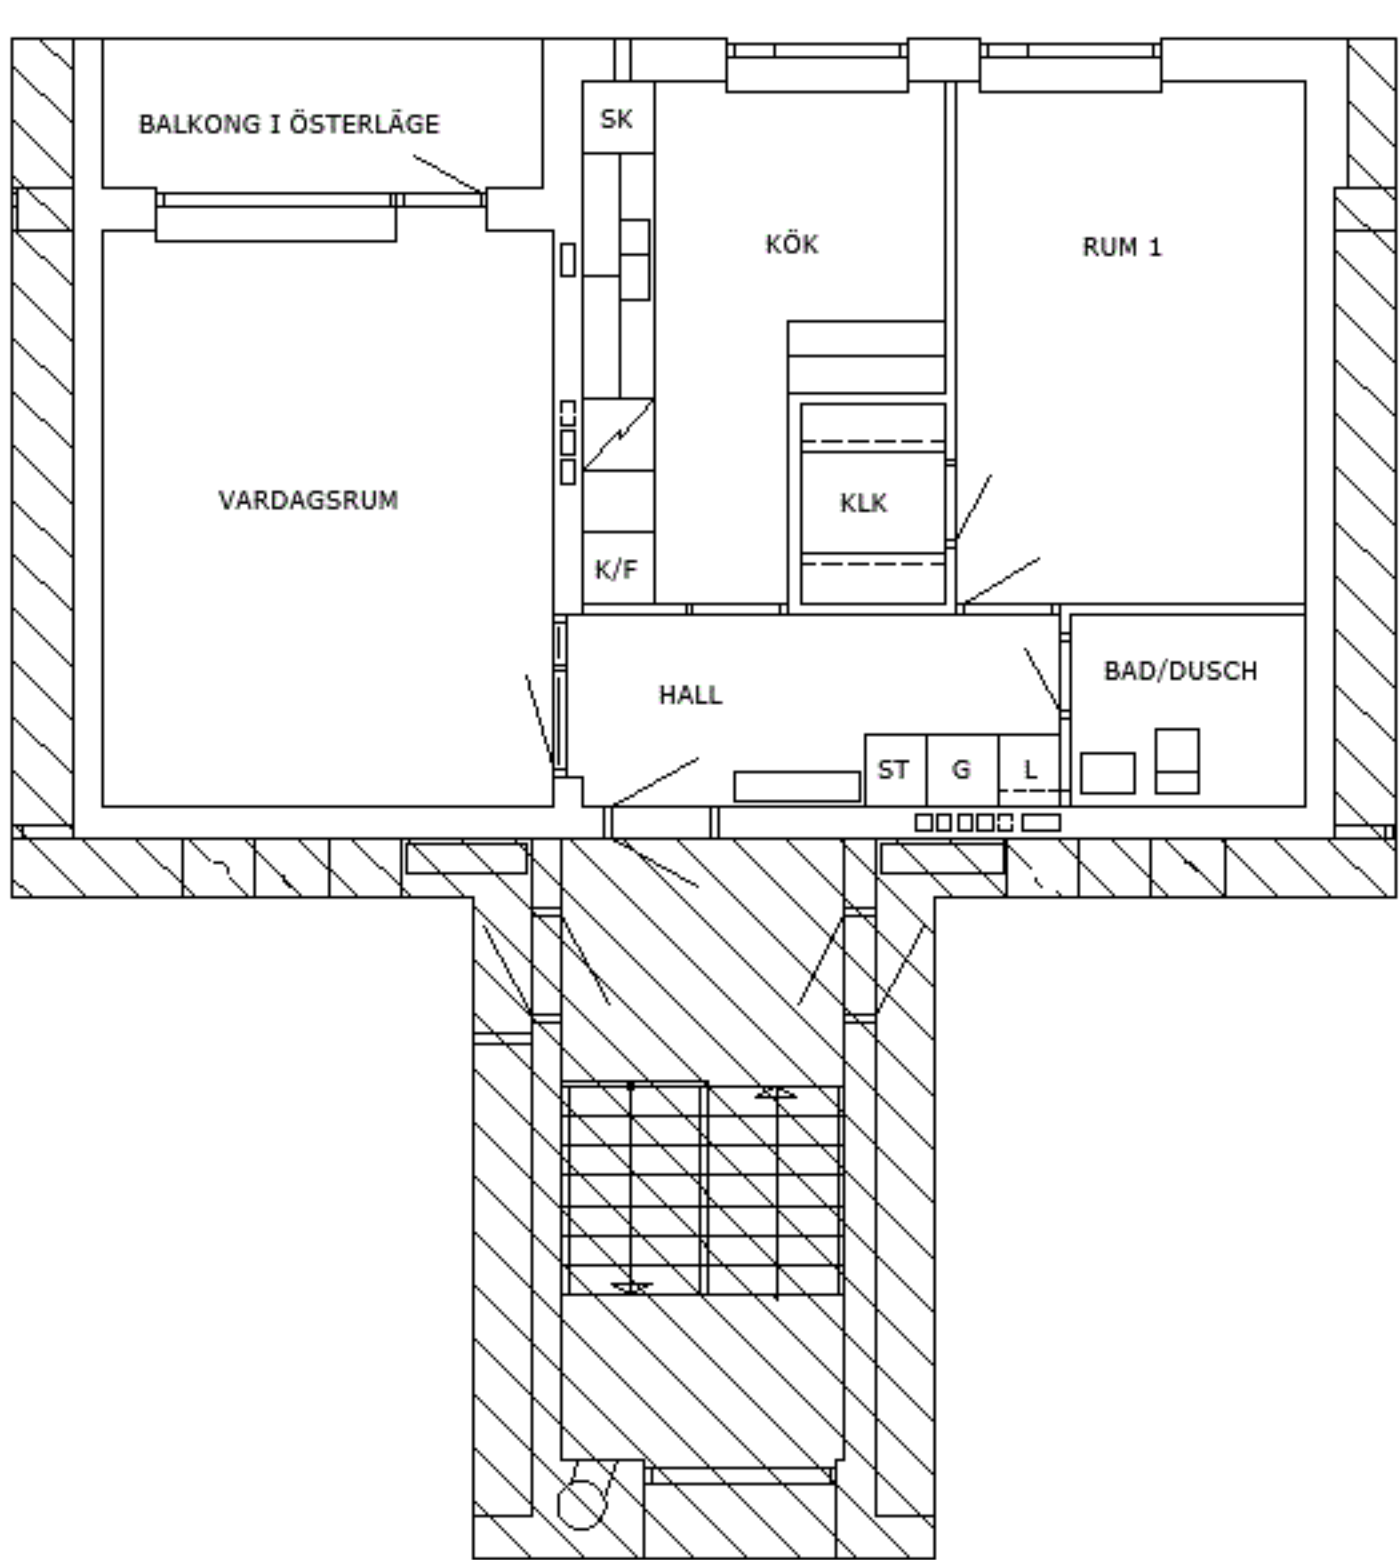 BALKONG I ÖSTERLÄGE
SK
KÖK
RUM 1
VARDAGSRUM
KLK
K/F
HALL
BAD/DUSCH
ST
G
L